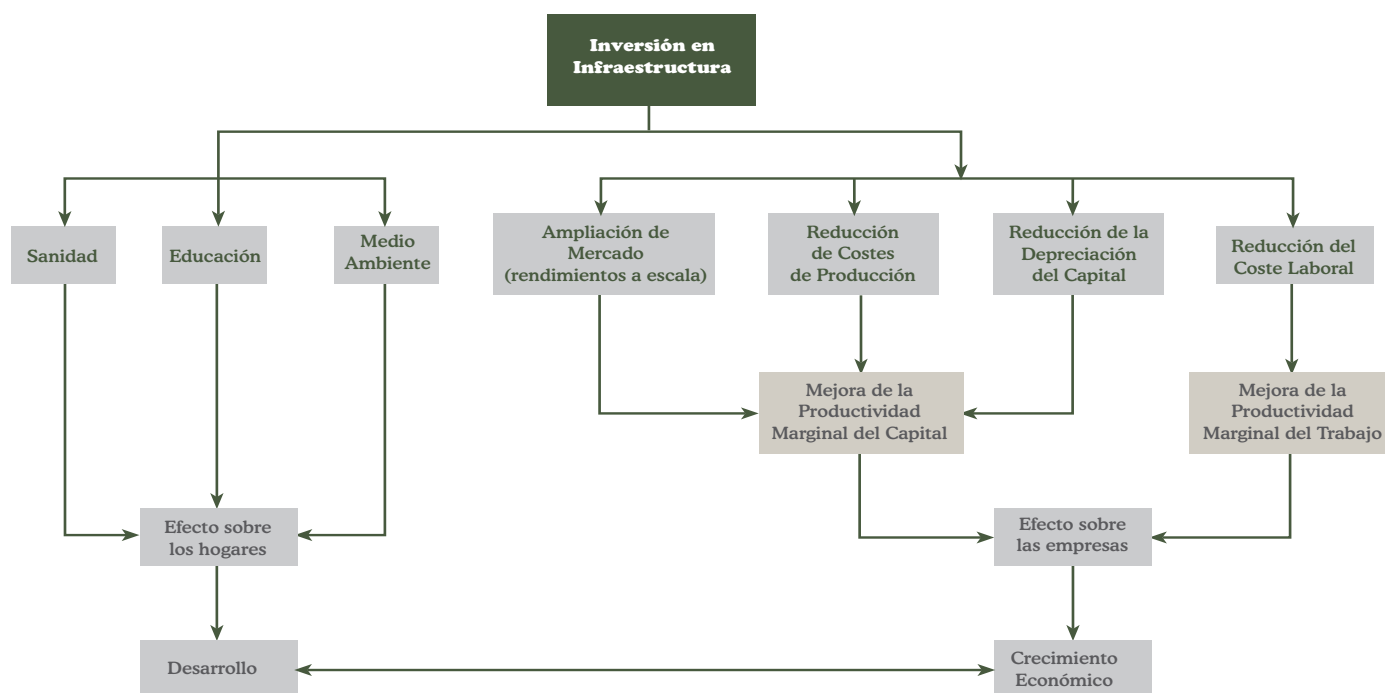 Inversión en
Infraestructura
Sanidad
Educación
Medio
Ambiente
Ampliación de
Mercado
(rendimientos a escala)
Reducción
de Costes
de Producción
Reducción de la
Depreciación
del Capital
Reducción del
Coste Laboral
Mejora de la
Productividad
Marginal del Capital
Mejora de la
Productividad
Marginal del Trabajo
Efecto sobre
los hogares
Efecto sobre
las empresas
Desarrollo
Crecimiento
Económico